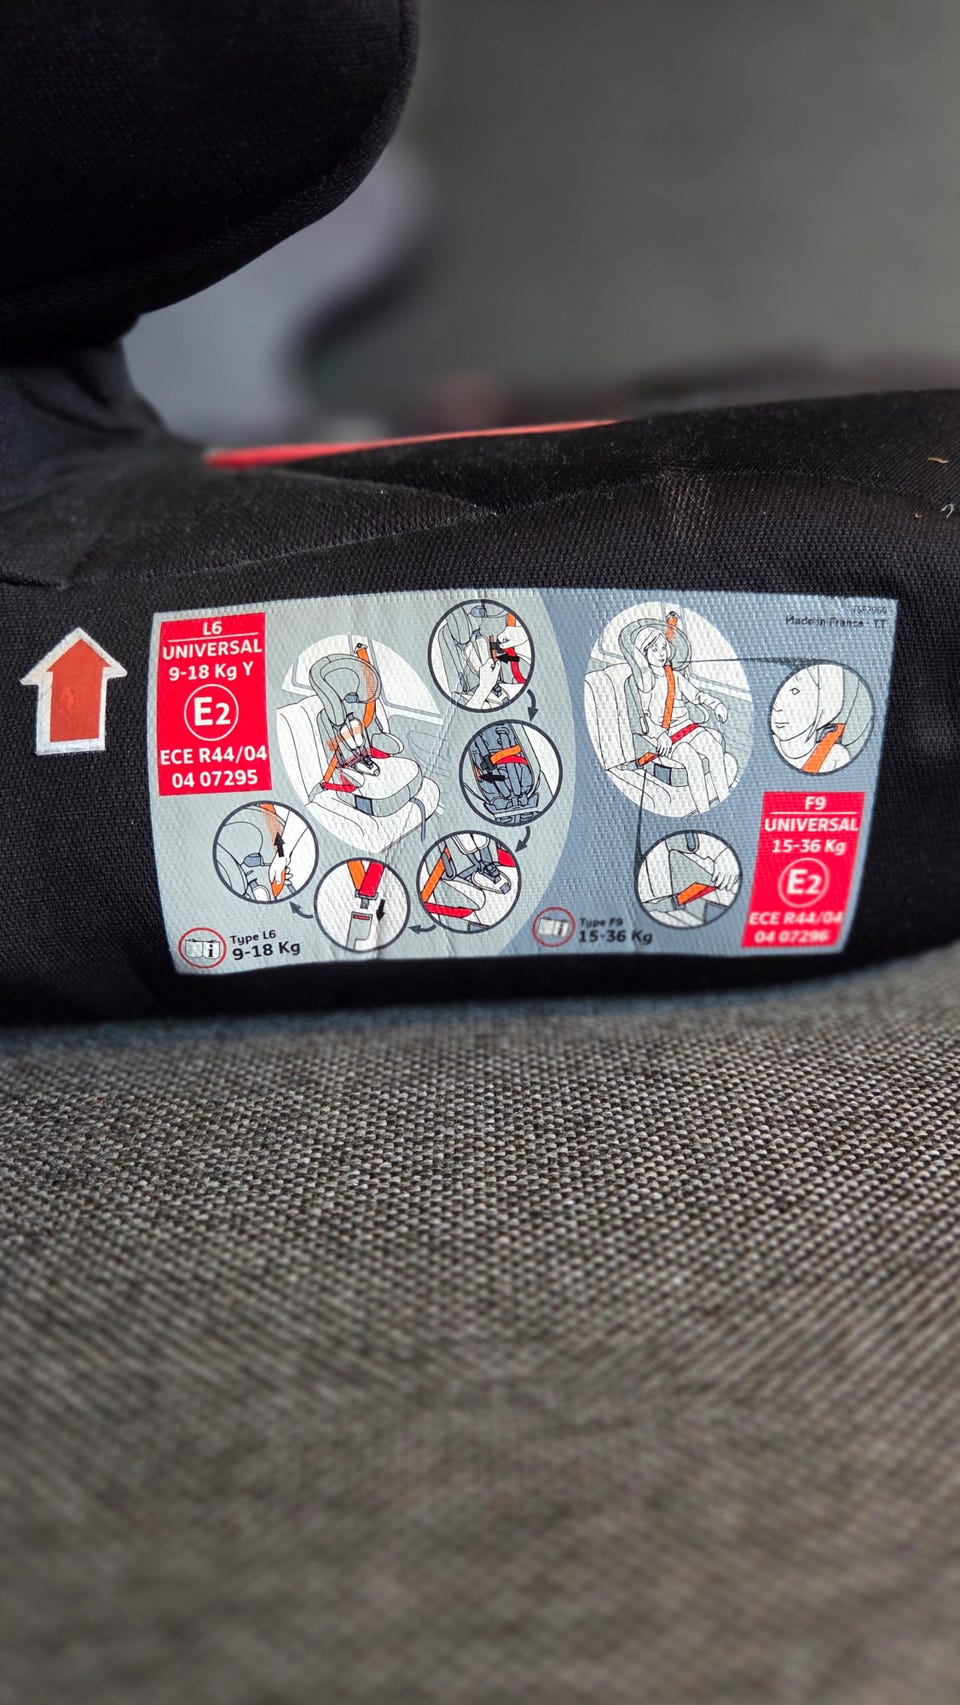 L6
UNIVERSAL
9-18 Kg Y
E2
ECE R44/04
04 07295
Type L6
9-18 Kg
Made in France - TT
F9
UNIVERSAL
15-36 Kg
E2
ECE R44/04
04 07296
i
Type F9
15-36 Kg
i